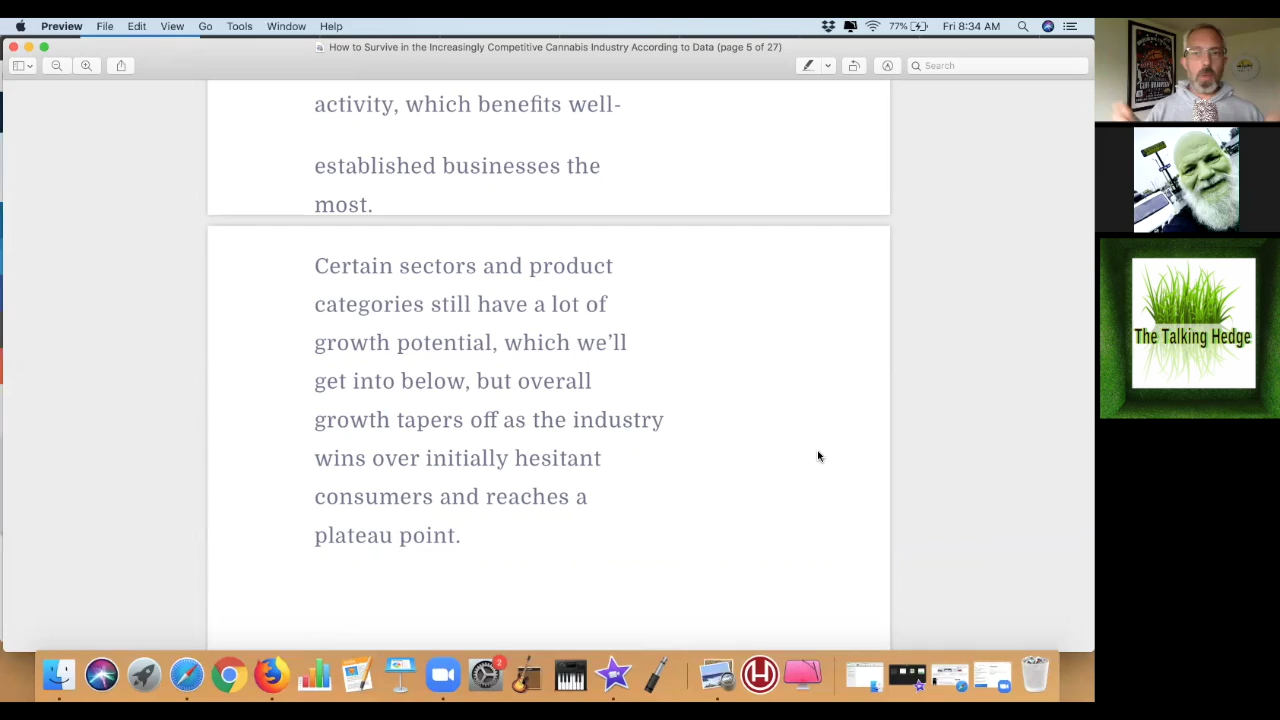 Preview File Edit View Go Tools Window Help 77% Fri 8:34 AM
How to Survive in the Increasingly Competitive Cannabis Industry According to Data (page 5 of 27)
Search
activity, which benefits well-
established businesses the
most.
Certain sectors and product
categories still have a lot of
growth potential, which we’ll
get into below, but overall
growth tapers off as the industry
wins over initially hesitant
consumers and reaches a
plateau point.
The Talking Hedge
2